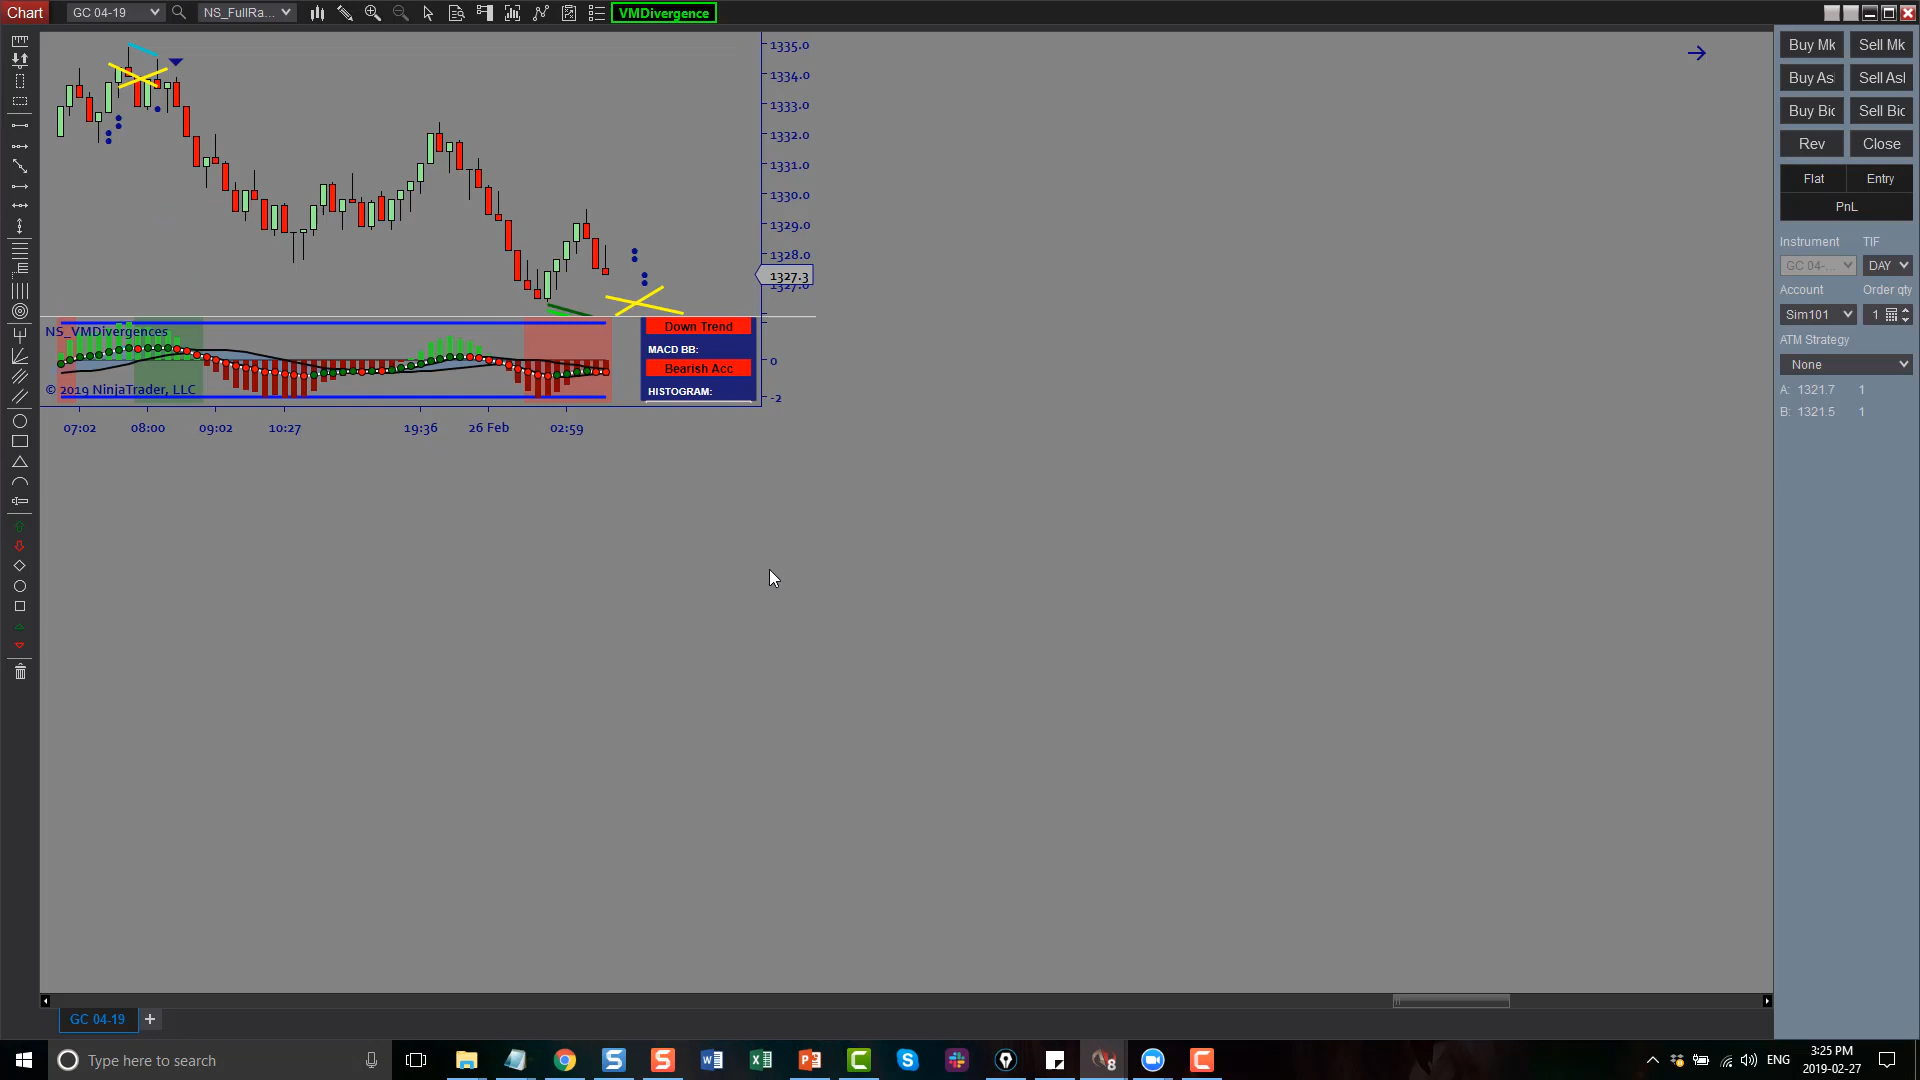 Chart
GC 04-19
NS_FullRa...
VMDivergence
1335.0
1334.0
1333.0
1332.0
1331.0
1330.0
1329.0
1328.0
1327.3
1327.0
NS_VMDivergences
© 2019 NinjaTrader, LLC
Down Trend
MACD BB:
Bearish Acc
HISTOGRAM:
0
-2
07:02
08:00
09:02
10:27
19:36
26 Feb
02:59
Buy Mk
Sell Mk
Buy As
Sell Asl
Buy Bic
Sell Bic
Rev
Close
Flat
Entry
PnL
Instrument
TIF
GC 04-...
DAY
Account
Order qty
Sim101
1
ATM Strategy
None
A: 1321.7 1
B: 1321.5 1
GC 04-19
+
Type here to search
8
ENG
3:25 PM
2019-02-27